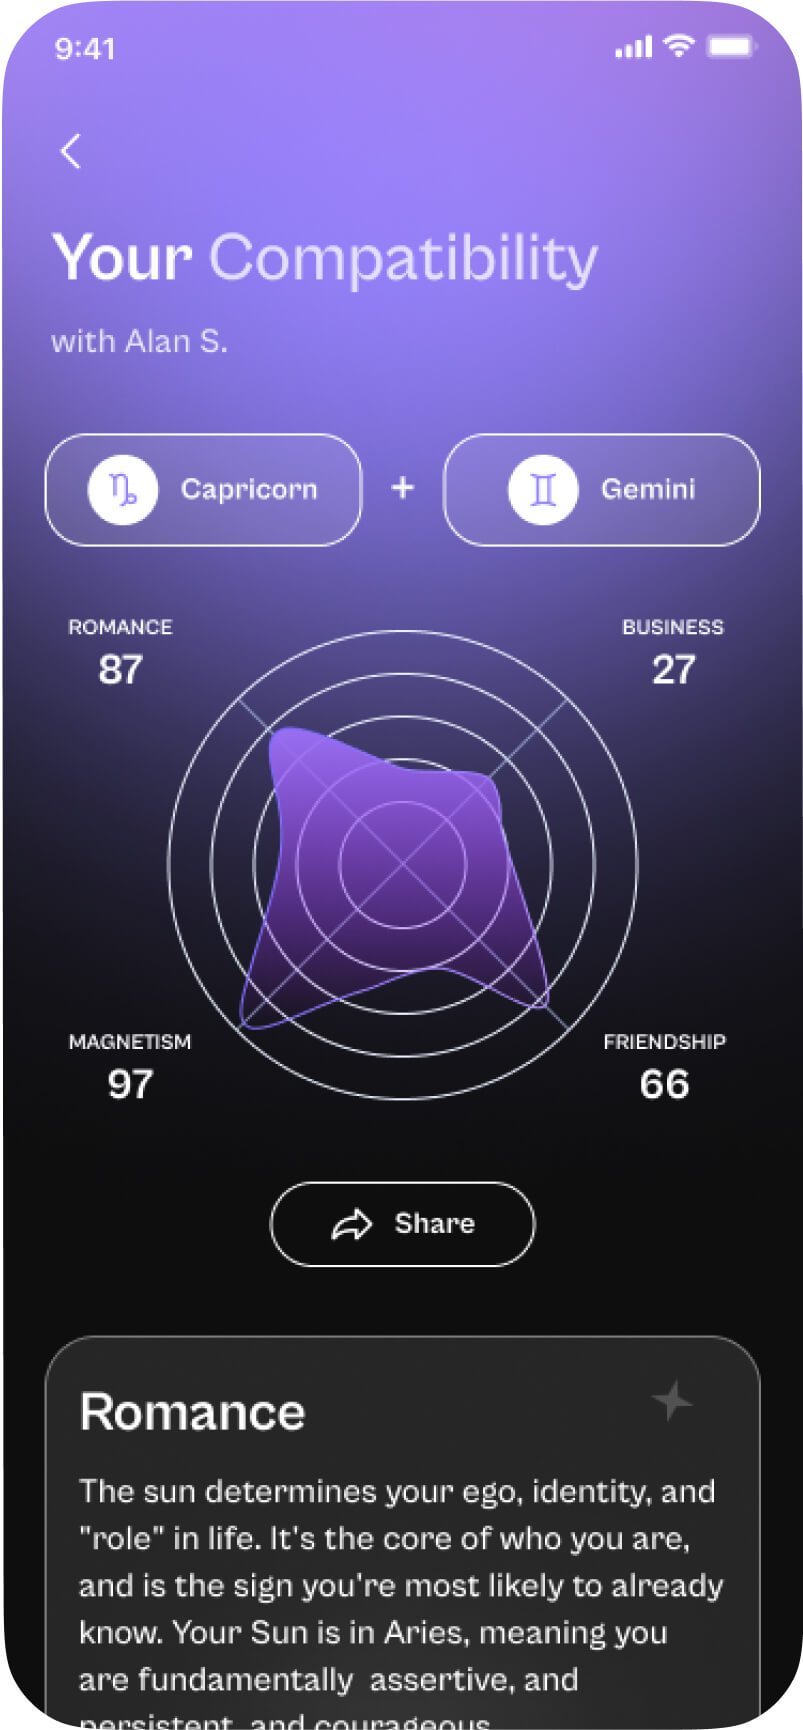 9:41
Your Compatibility
with Alan S.
Capricorn + Gemini
ROMANCE
87
BUSINESS
27
MAGNETISM
97
FRIENDSHIP
66
Share
Romance
The sun determines your ego, identity, and
"role" in life. It's the core of who you are,
and is the sign you're most likely to already
know. Your Sun is in Aries, meaning you
are fundamentally  assertive, and
persistent, and courageous